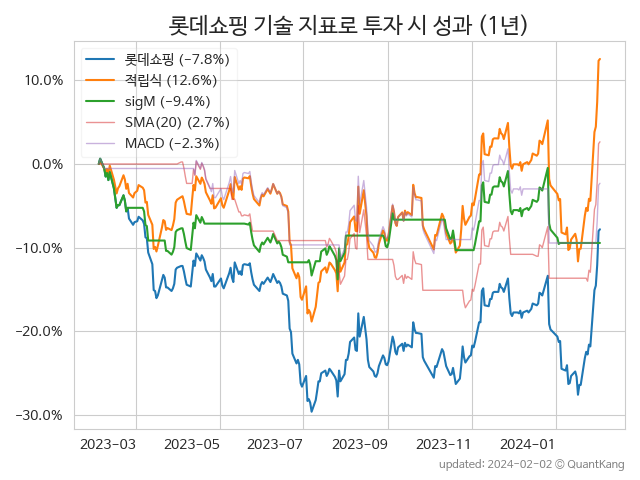 롯데쇼핑 기술 지표로 투자 시 성과 (1년)
롯데쇼핑 (−7.8%)
적립식 (12.6%)
sigM (−9.4%)
SMA(20) (2.7%)
MACD (−2.3%)
10.0%
0.0%
−10.0%
−20.0%
−30.0%
2023−03 2023−05 2023−07 2023−09 2023−11 2024−01
updated: 2024−02−02 © QuantKang